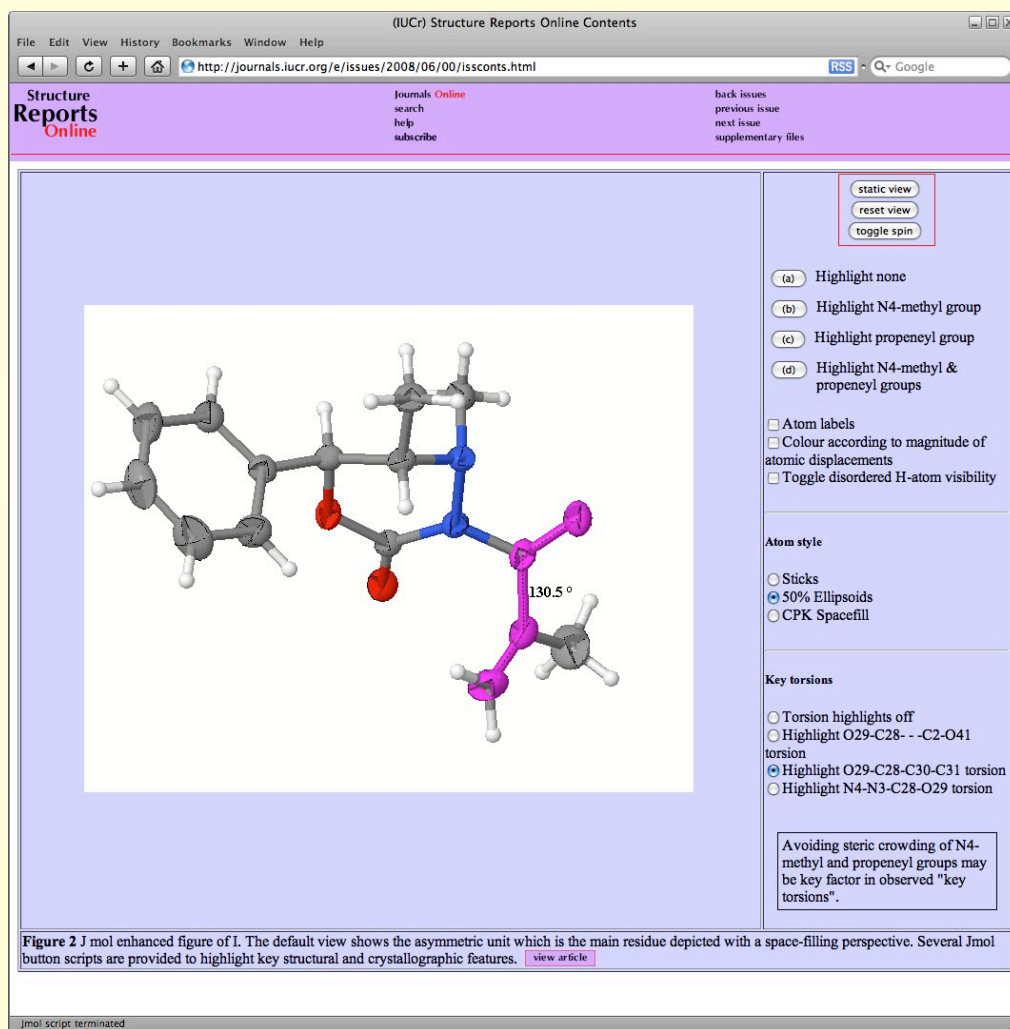 (IUCr) Structure Reports Online Contents
File Edit View History Bookmarks Window Help
http://journals.iucr.org/e/issues/2008/06/00/issconts.html
RSS
Google
Structure
Reports
Online
Journals Online
search
help
subscribe
back issues
previous issue
next issue
supplementary files
static view
reset view
toggle spin
(a) Highlight none
(b) Highlight N4-methyl group
(c) Highlight propeneyl group
(d) Highlight N4-methyl &
propeneyl groups
Atom labels
Colour according to magnitude of
atomic displacements
Toggle disordered H-atom visibility
130.5 °
Atom style
Sticks
50% Ellipsoids
CPK Spacefill
Key torsions
Torsion highlights off
Highlight O29-C28- - -C2-O41
torsion
Highlight O29-C28-C30-C31 torsion
Highlight N4-N3-C28-O29 torsion
Avoiding steric crowding of N4-
methyl and propeneyl groups may
be key factor in observed "key
torsions".
Figure 2 J mol enhanced figure of I. The default view shows the asymmetric unit which is the main residue depicted with a space-filling perspective. Several Jmol
button scripts are provided to highlight key structural and crystallographic features. view article
Jmol script terminated